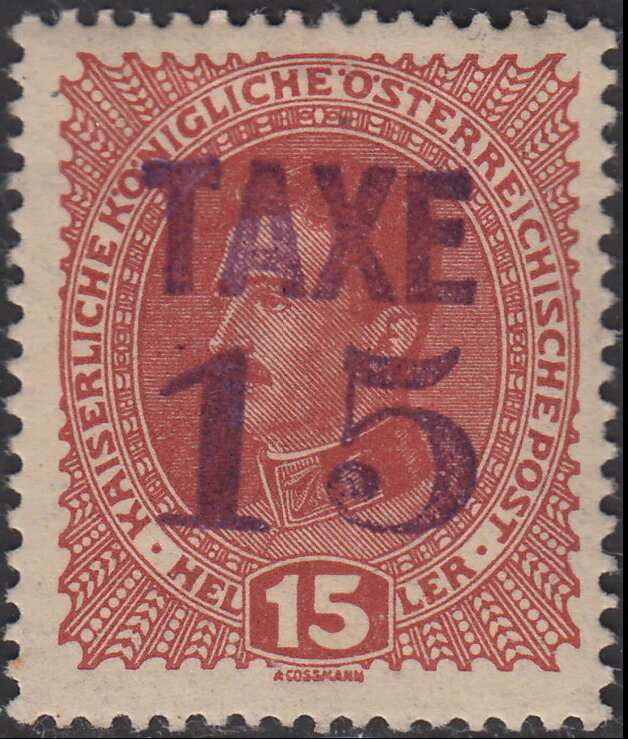 KAISERLICHE KÖNIGLICHE ÖSTERREICHISCHE POST
TAXE
15
HELLER
15
A COSSMANN